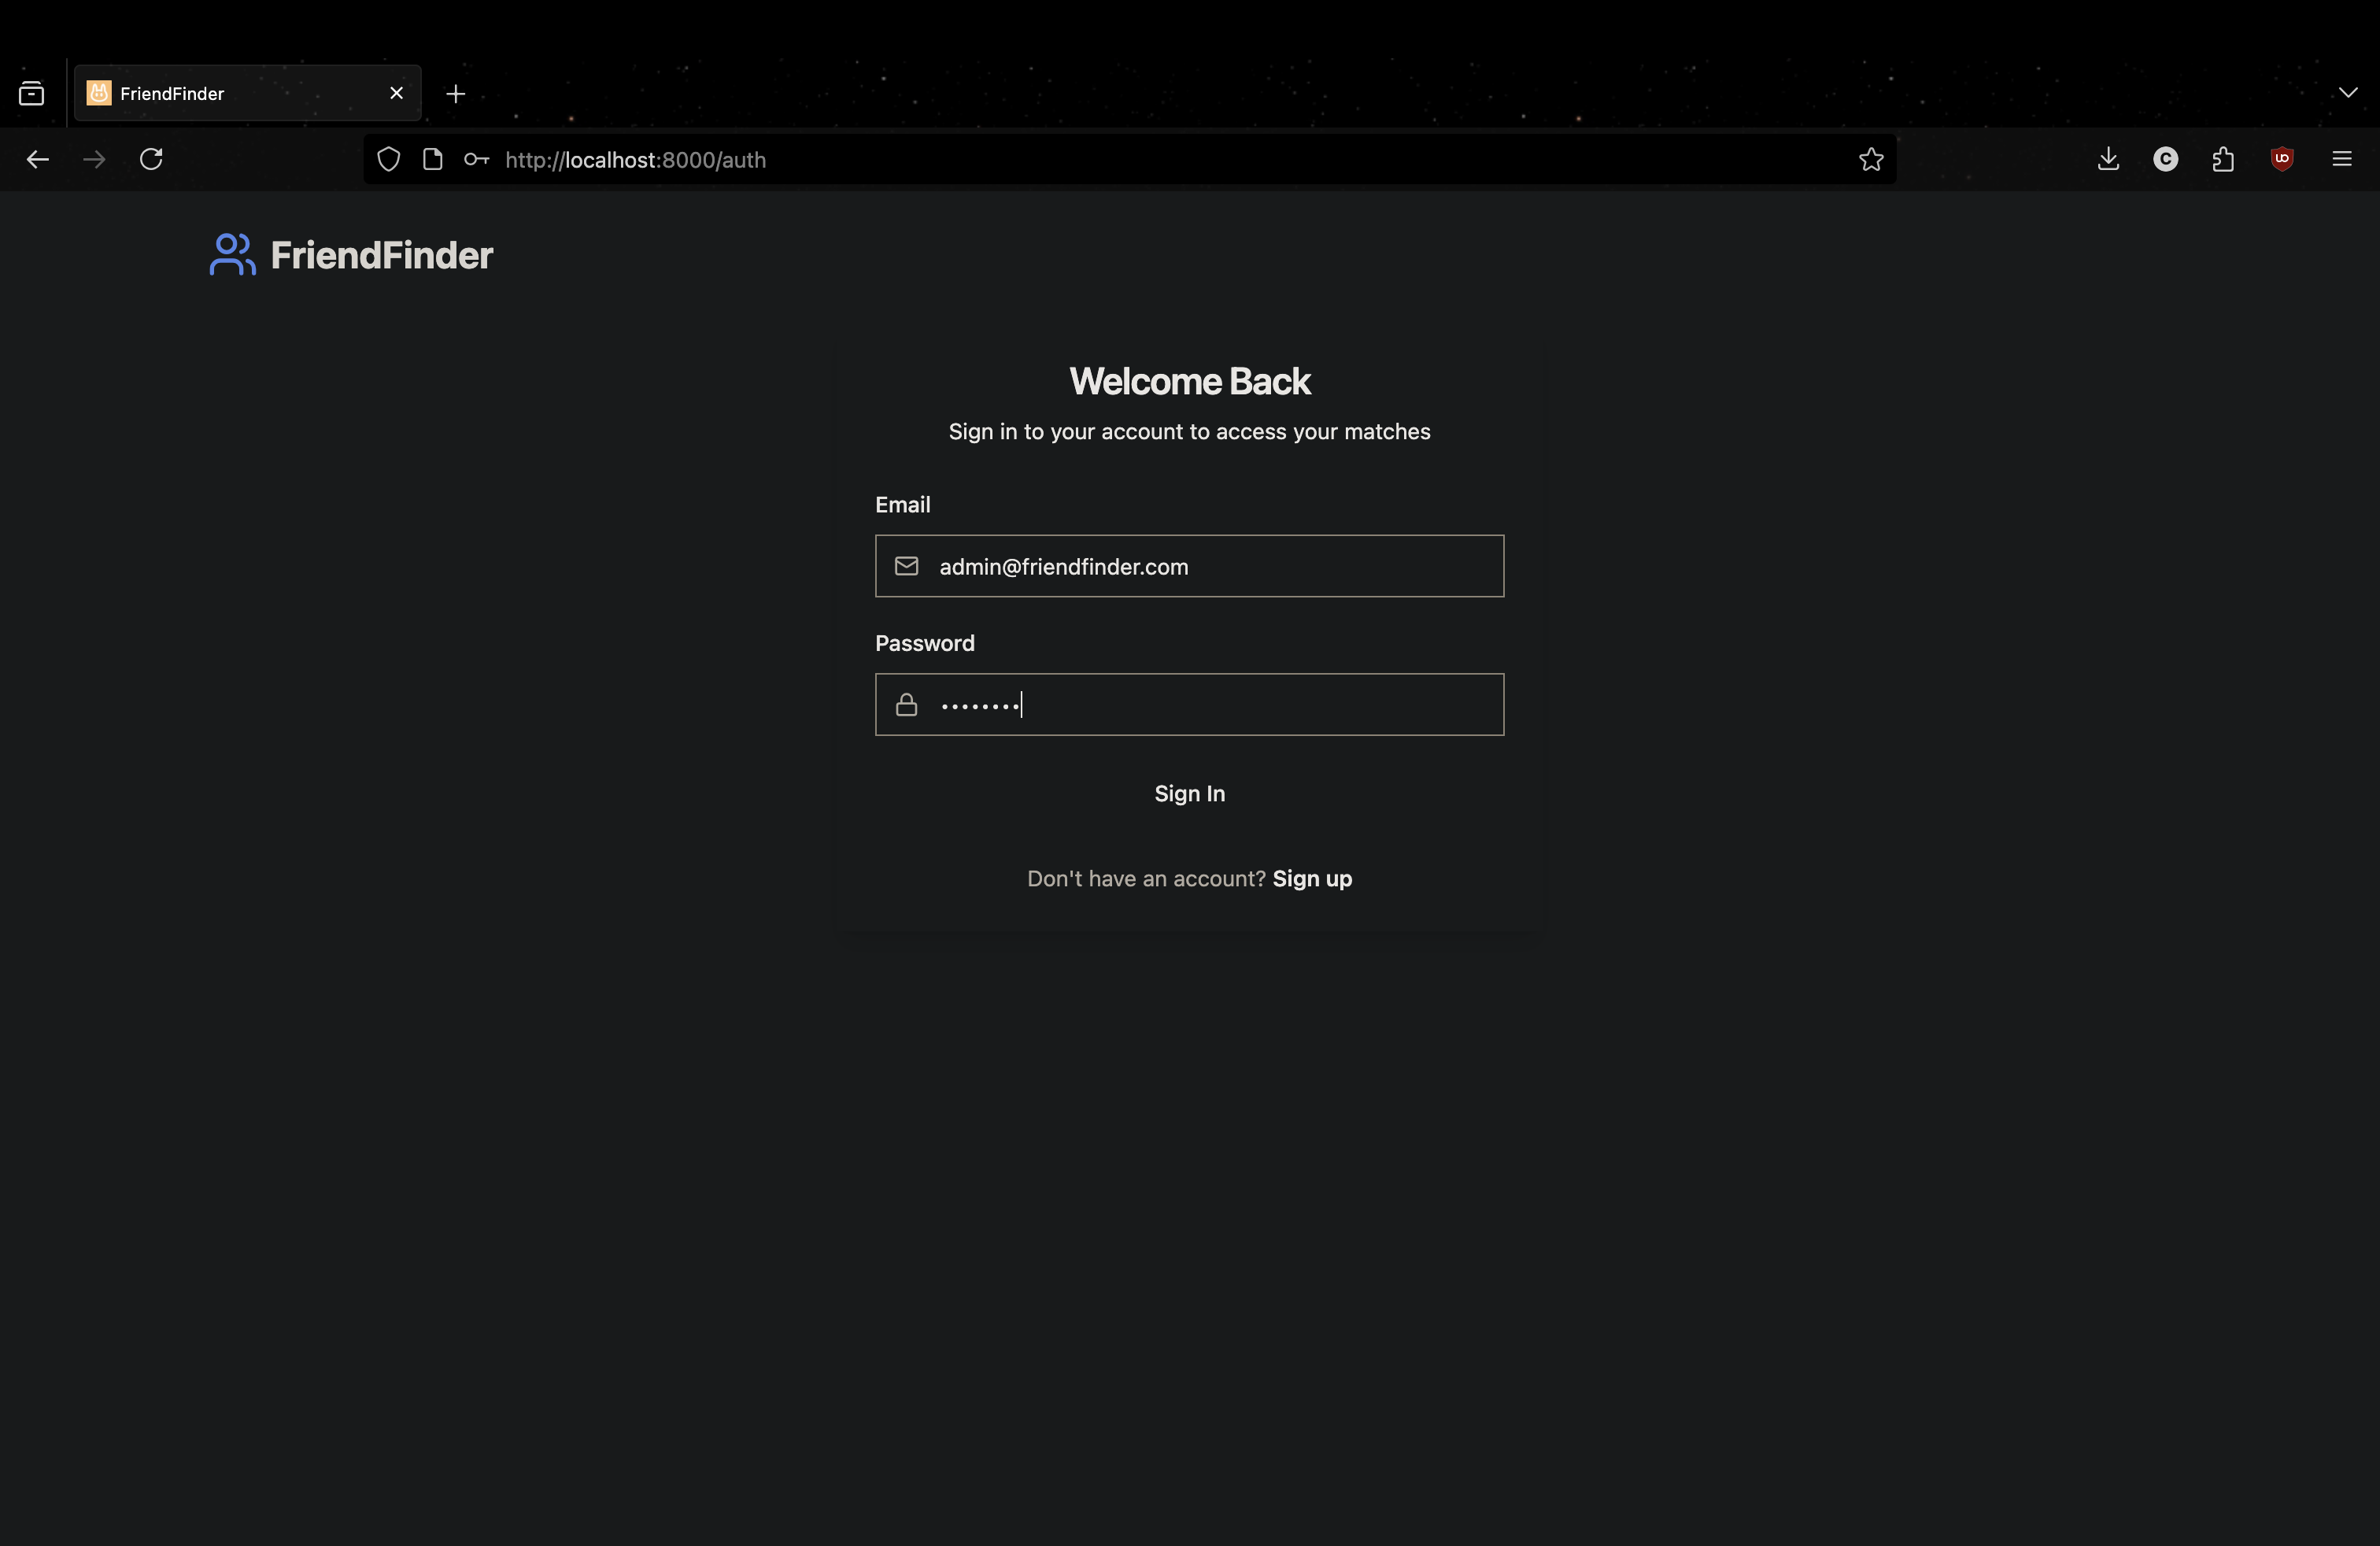 FriendFinder
http://localhost:8000/auth
C
uo
FriendFinder
Welcome Back
Sign in to your account to access your matches
Email
admin@friendfinder.com
Password
••••••••
Sign In
Don't have an account? Sign up